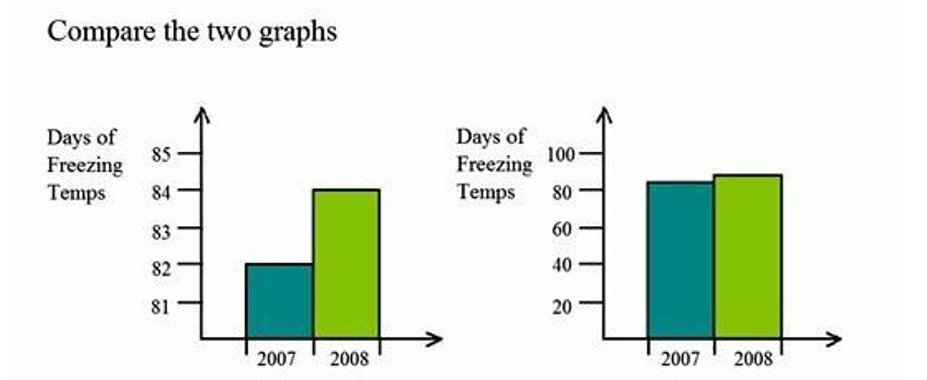 Compare the two graphs
Days of
Freezing
Temps
85
84
83
82
81
2007 2008
Days of
Freezing
Temps
100
80
60
40
20
2007 2008